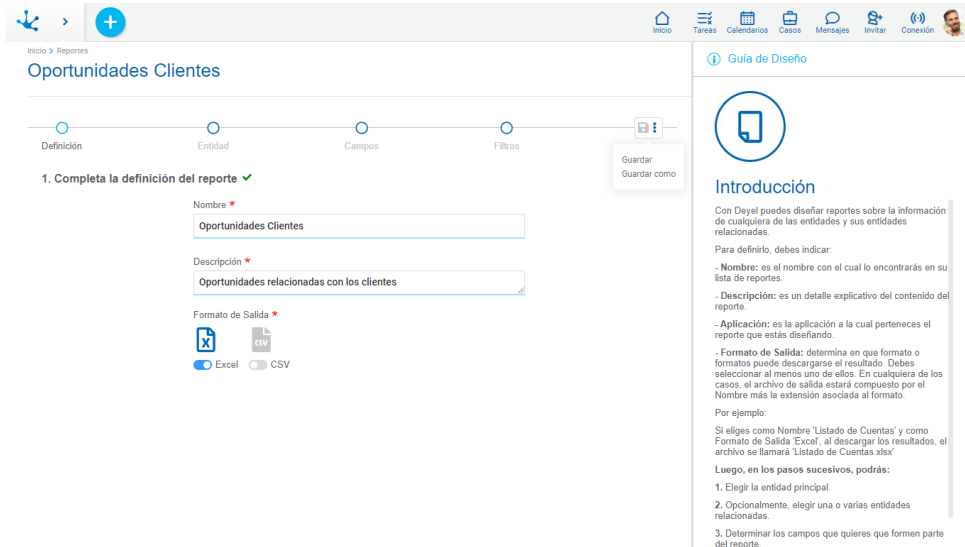 Inicio
Tareas
Calendarios
Casos
Mensajes
Invitar
Conexión
Inicio > Reportes
Oportunidades Clientes
Definición
Entidad
Campos
Filtros
Guardar
Guardar como
1. Completa la definición del reporte
Nombre *
Oportunidades Clientes
Descripción *
Oportunidades relacionadas con los clientes
Formato de Salida *
X
CSV
Excel
CSV
Guía de Diseño
Introducción
Con Deyel puedes diseñar reportes sobre la información
de cualquiera de las entidades y sus entidades
relacionadas.
Para definirlo, debes indicar:
- Nombre: es el nombre con el cual lo encontrarás en su
lista de reportes.
- Descripción: es un detalle explicativo del contenido del
reporte.
- Aplicación: es la aplicación a la cual perteneces el
reporte que estás diseñando.
- Formato de Salida: determina en que formato o
formatos puede descargarse el resultado. Debes
seleccionar al menos uno de ellos. En cualquiera de los
casos, el archivo de salida estará compuesto por el
Nombre más la extensión asociada al formato.
Por ejemplo:
Si eliges como Nombre 'Listado de Cuentas' y como
Formato de Salida 'Excel', al descargar los resultados, el
archivo se llamará 'Listado de Cuentas.xlsx'
Luego, en los pasos sucesivos, podrás:
1. Elegir la entidad principal.
2. Opcionalmente, elegir una o varias entidades
relacionadas.
3. Determinar los campos que quieres que formen parte
del reporte.